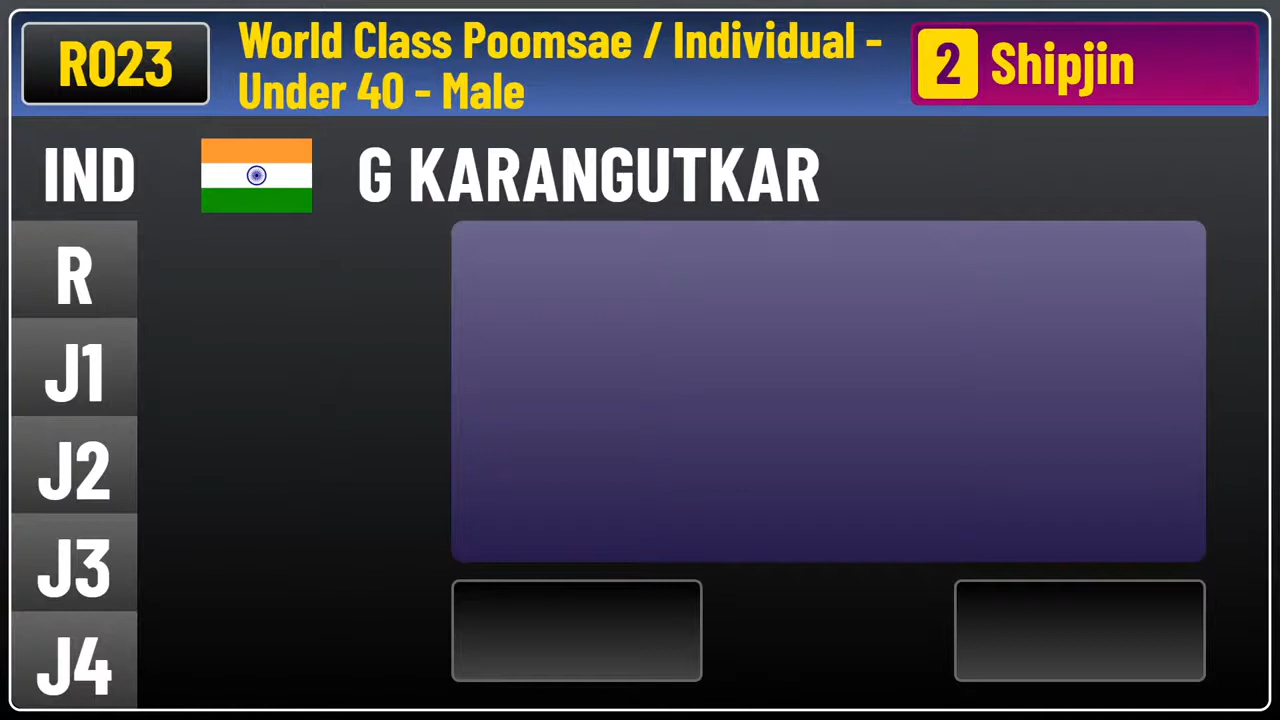 R023
World Class Poomsae / Individual -
Under 40 - Male
2 Shipjin
IND G KARANGUTKAR
R
J1
J2
J3
J4